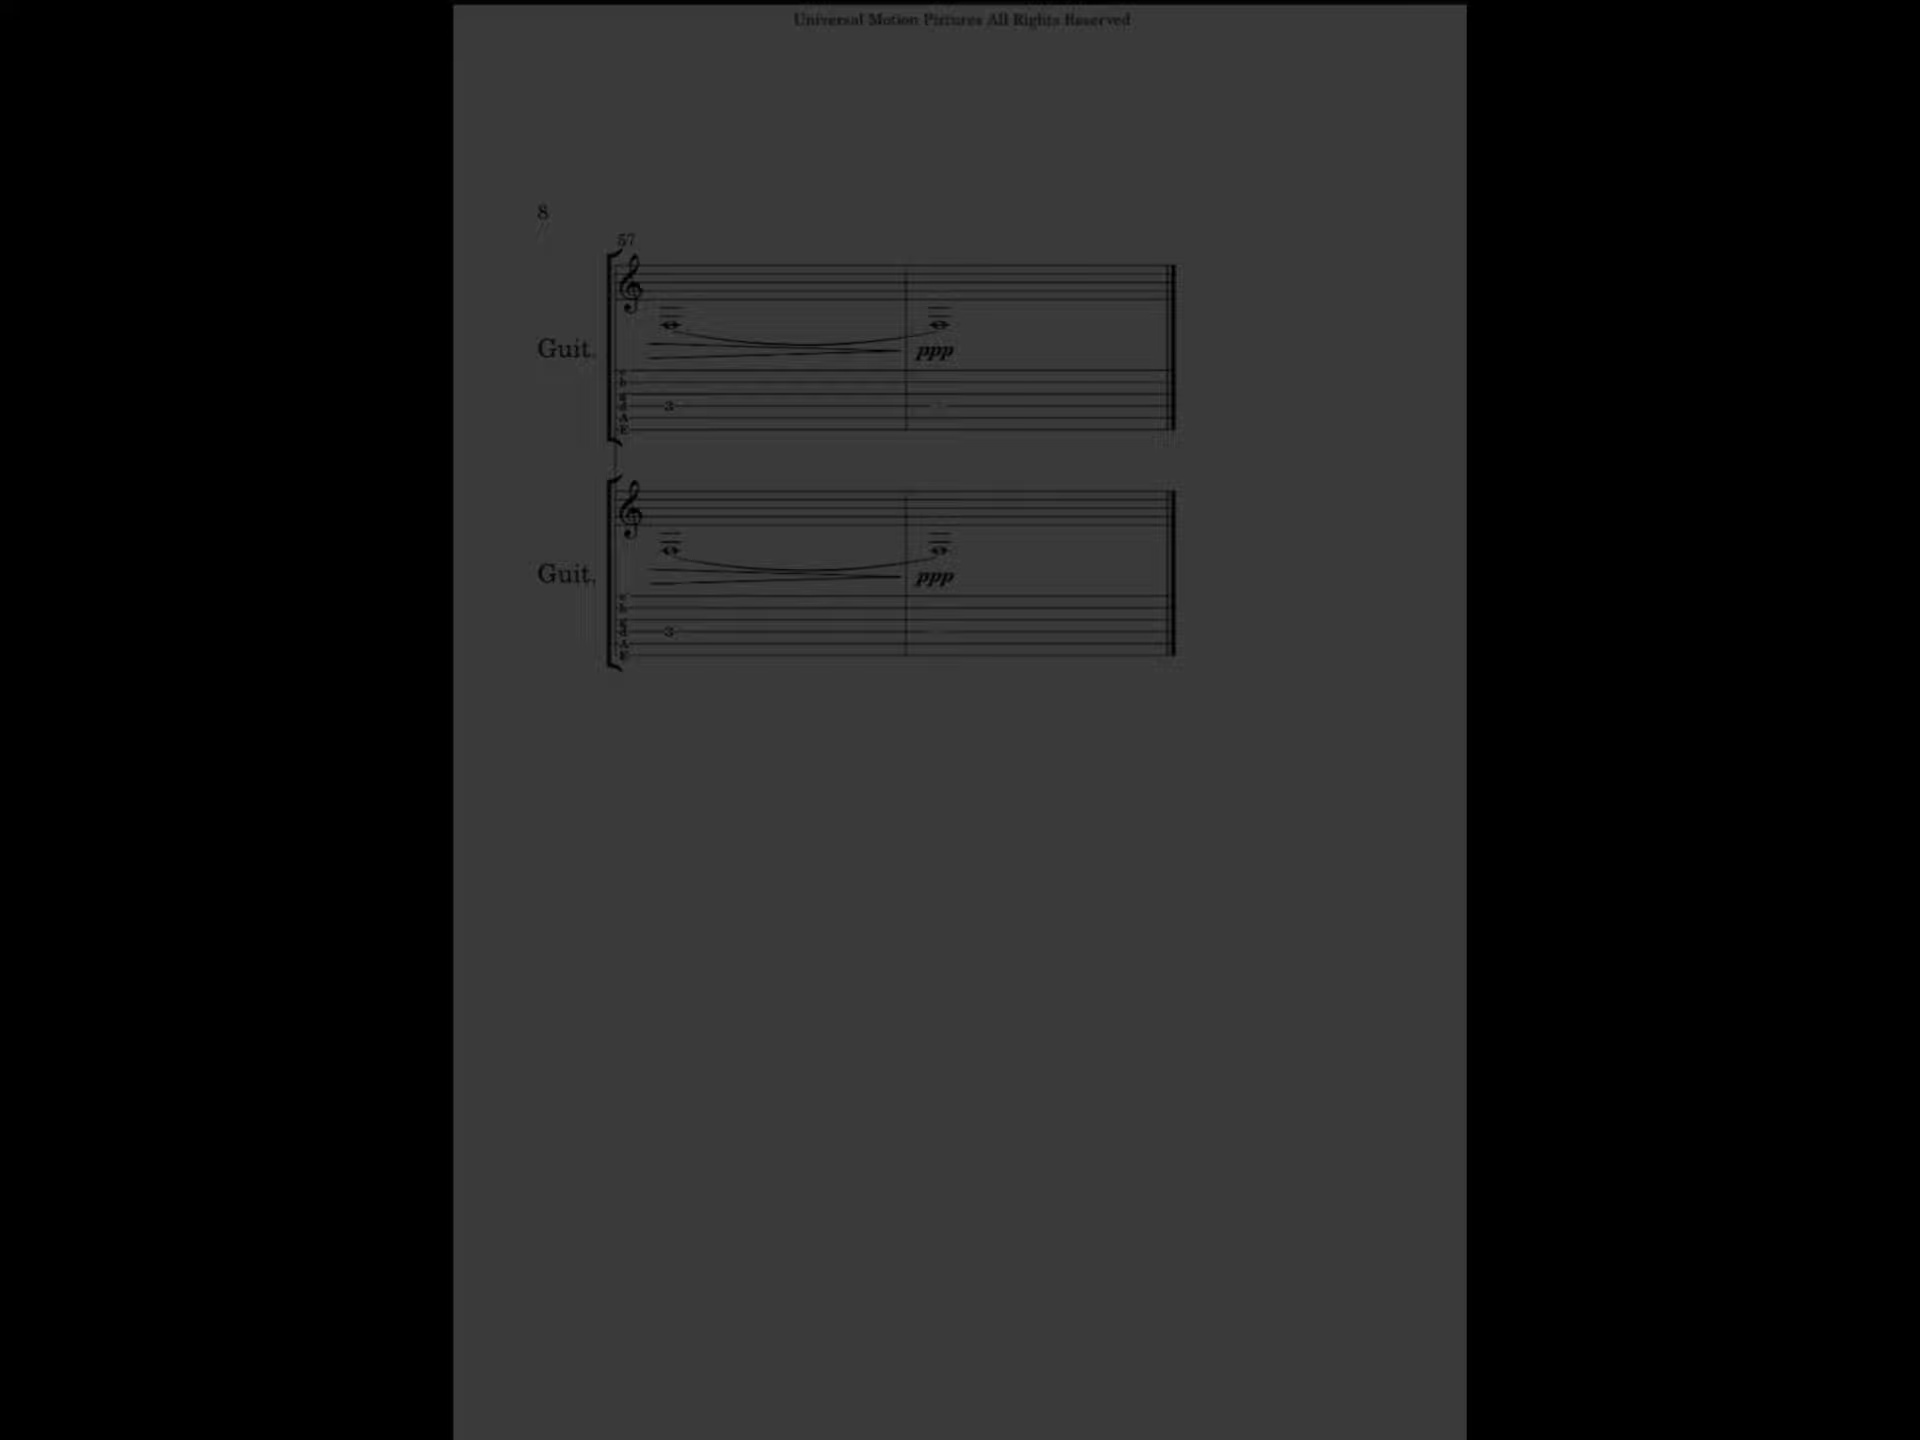 Universal Motion Pictures All Rights Reserved
8
57
Guit.
ppp
3
Guit.
ppp
3